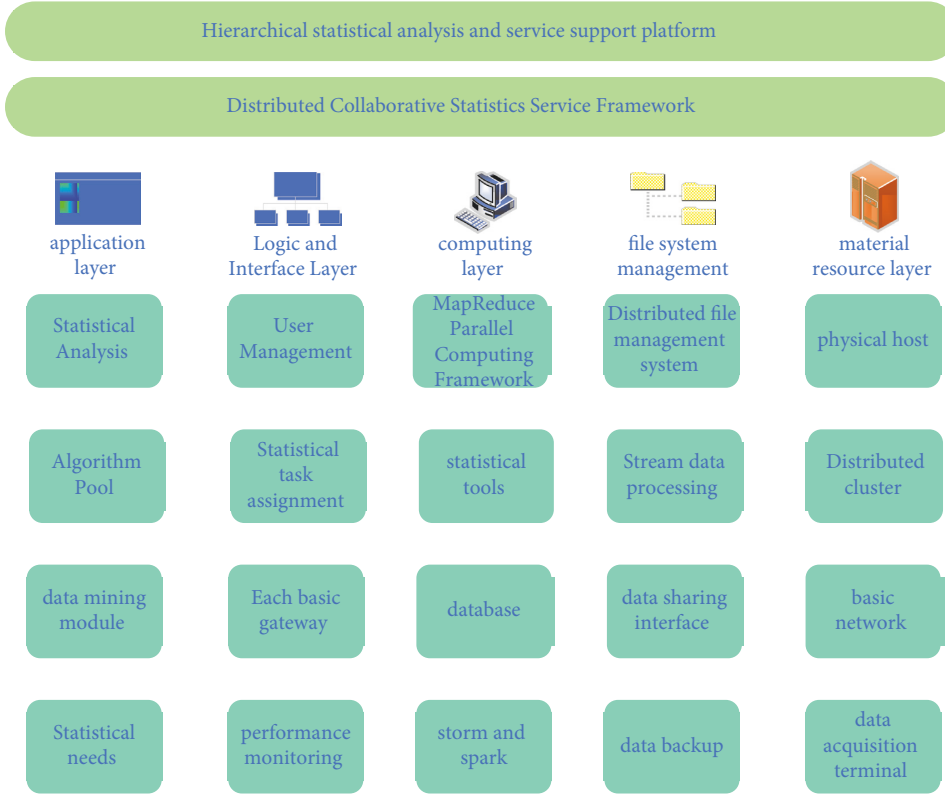 Hierarchical statistical analysis and service support platform
Distributed Collaborative Statistics Service Framework
application
layer
Logic and
Interface Layer
computing
layer
file system
management
material
resource layer
Statistical
Analysis
User
Management
MapReduce
Parallel
Computing
Framework
Distributed file
management
system
physical host
Algorithm
Pool
Statistical
task
assignment
statistical
tools
Stream data
processing
Distributed
cluster
data mining
module
Each basic
gateway
database
data sharing
interface
basic
network
Statistical
needs
performance
monitoring
storm and
spark
data backup
data
acquisition
terminal